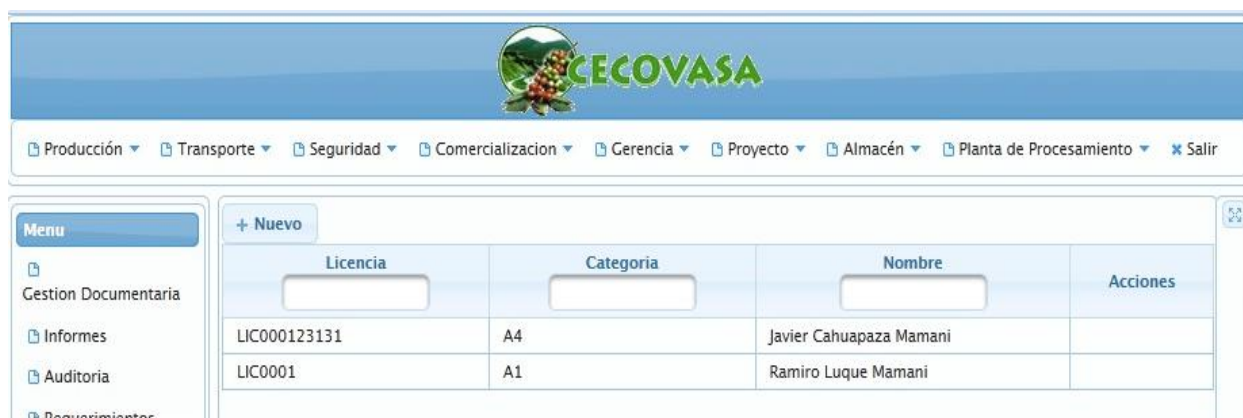 CECOVASA
Producción Transporte Seguridad Comercializacion Gerencia Proyecto Almacén Planta de Procesamiento Salir
Menu
Gestion Documentaria
Informes
Auditoria
Requerimientos
+ Nuevo
Licencia Categoria Nombre Acciones
LIC000123131 A4 Javier Cahuapaza Mamani
LIC0001 A1 Ramiro Luque Mamani